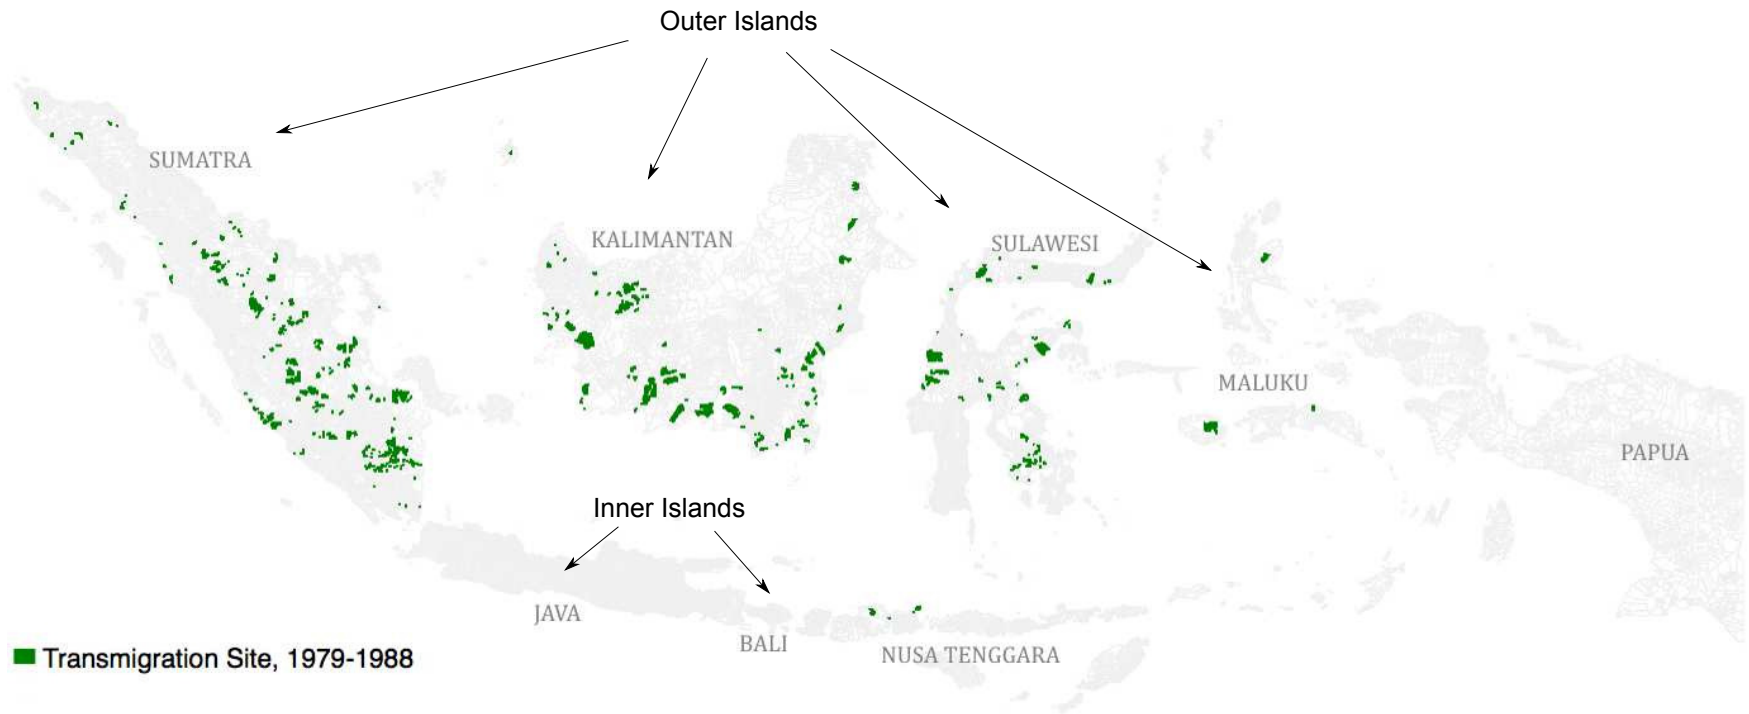 Outer Islands
SUMATRA
KALIMANTAN
SULAWESI
MALUKU
PAPUA
Inner Islands
JAVA
BALI
NUSA TENGGARA
Transmigration Site, 1979-1988